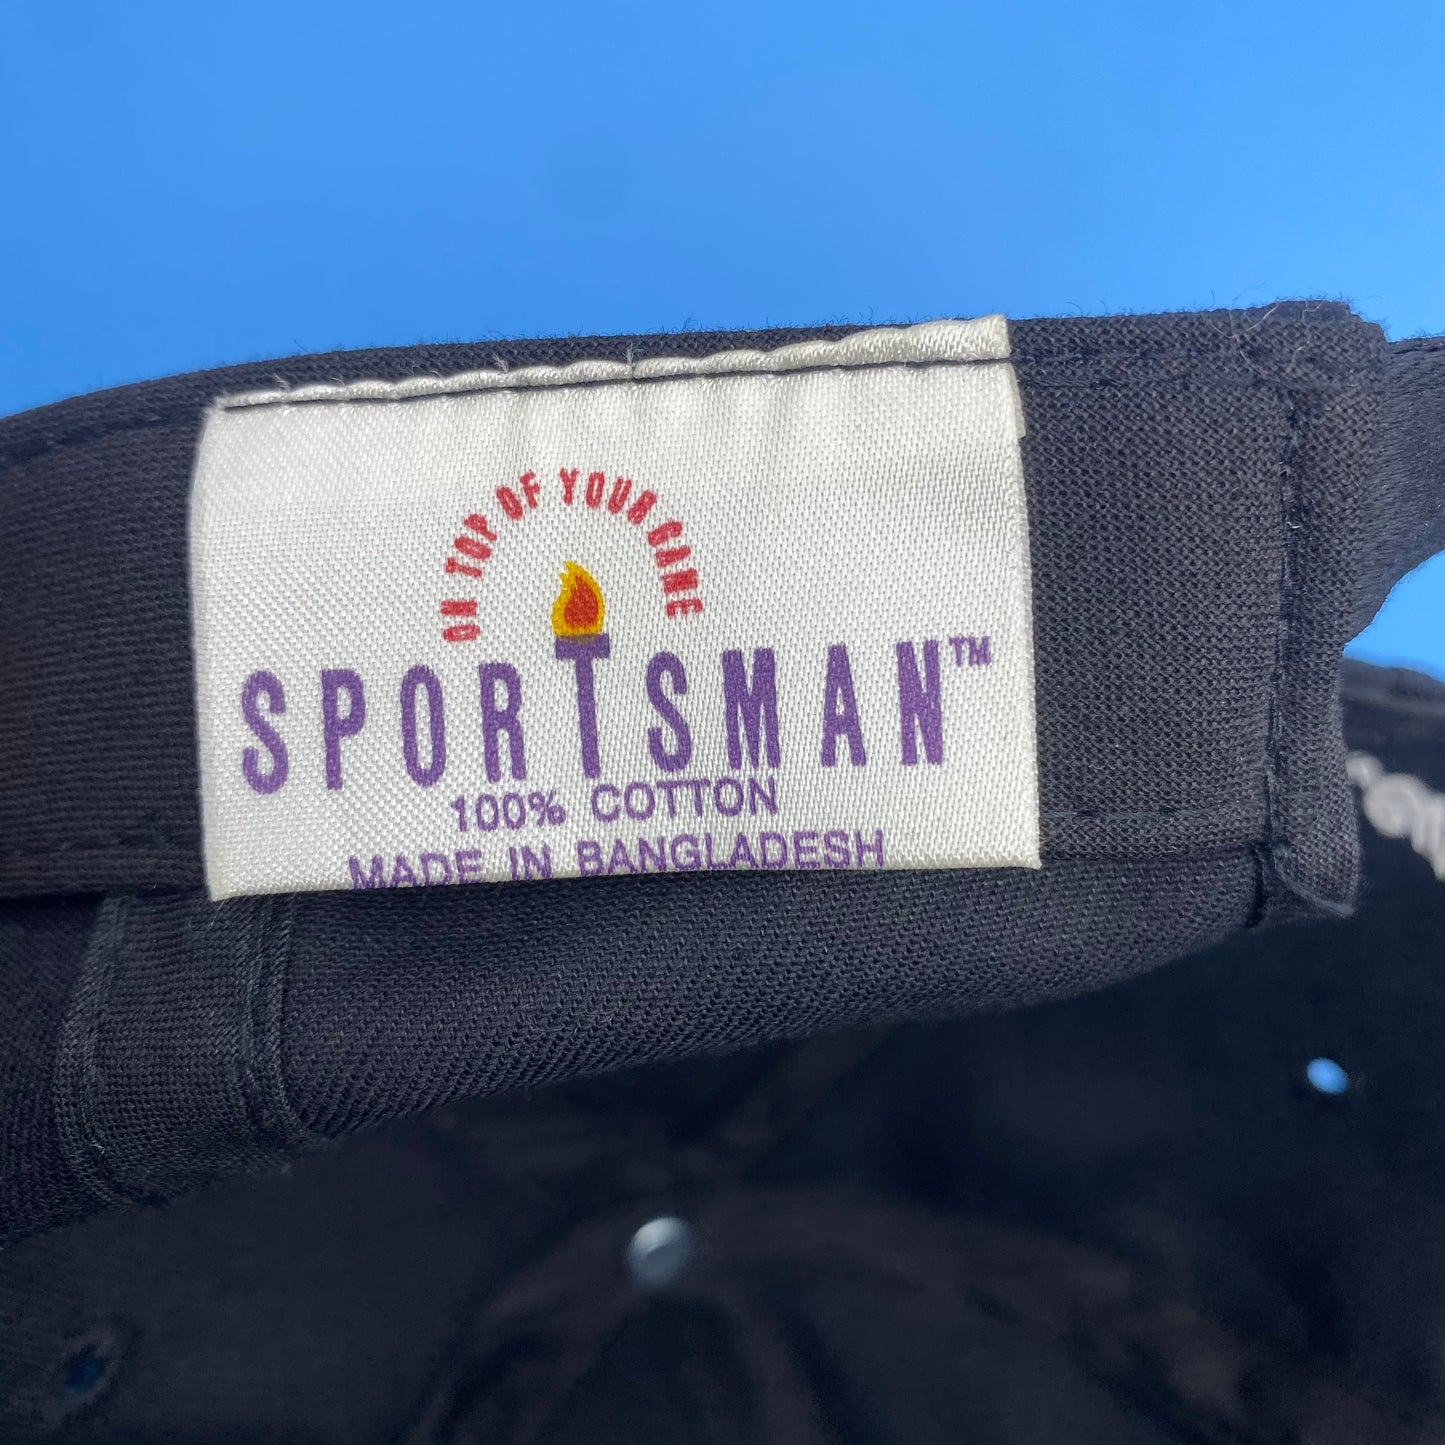 ON TOP OF YOUR GAME
SPORTSMAN™
100% COTTON
MADE IN BANGLADESH